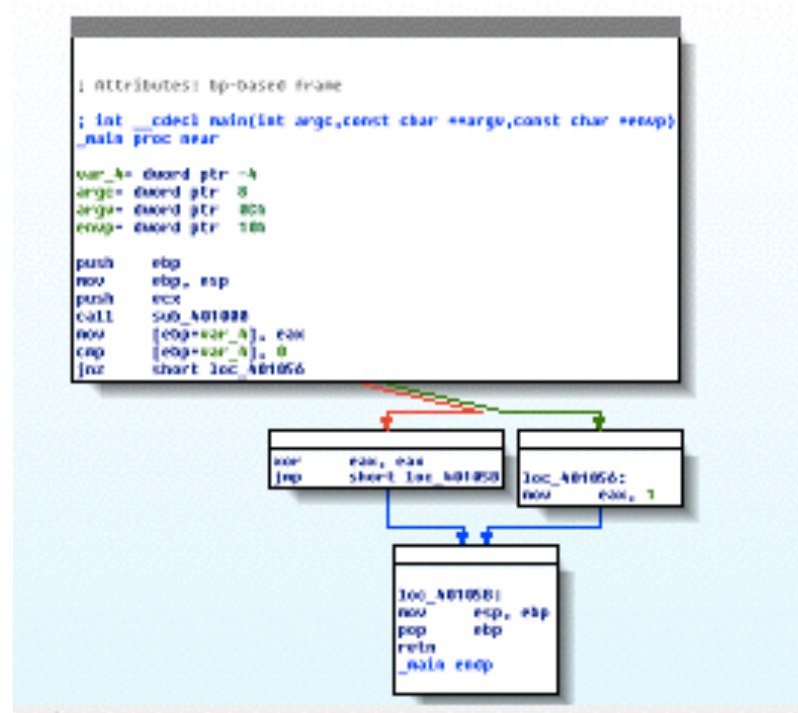 ; Attributes: bp-based frame
; int __cdecl main(int argc,const char **argv,const char *envp)
_main proc near
var_4= dword ptr -4
argc= dword ptr 8
argv= dword ptr 0Ch
envp= dword ptr 10h
push ebp
mov ebp, esp
push ecx
call sub_401000
mov [ebp+var_4], eax
cmp [ebp+var_4], 0
jnz short loc_401056
xor eax, eax
jmp short loc_40105B
loc_401056:
mov eax, 1
loc_40105B:
mov esp, ebp
pop ebp
retn
_main endp